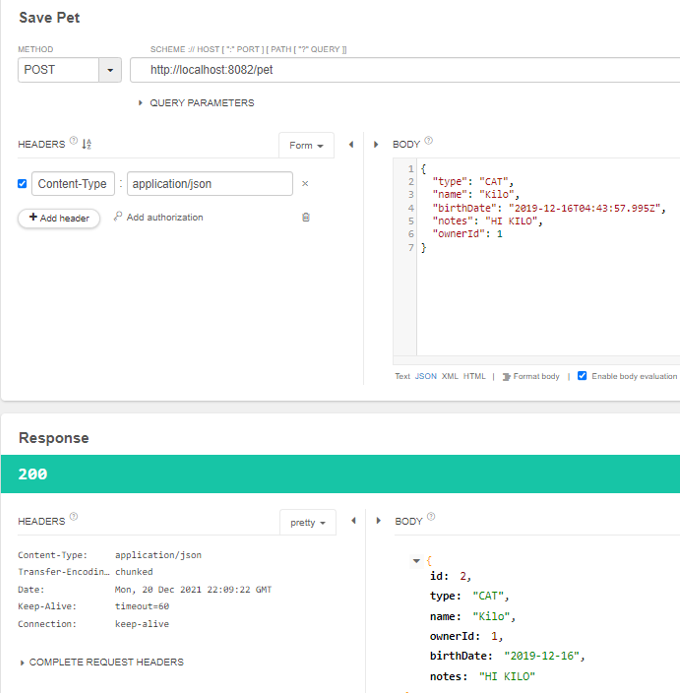 Save Pet
METHOD
SCHEME :// HOST [ ":" PORT ] [ PATH [ "?" QUERY ]]
POST
http://localhost:8082/pet
QUERY PARAMETERS
HEADERS
Form
Content-Type : application/json
Add header
Add authorization
BODY
1 {
2 "type": "CAT",
3 "name": "Kilo",
4 "birthDate": "2019-12-16T04:43:57.995Z",
5 "notes": "HI KILO",
6 "ownerId": 1
7 }
Text JSON XML HTML | Format body | Enable body evaluation
Response
200
HEADERS
pretty
Content-Type: application/json
Transfer-Encodin… chunked
Date: Mon, 20 Dec 2021 22:09:22 GMT
Keep-Alive: timeout=60
Connection: keep-alive
COMPLETE REQUEST HEADERS
BODY
{
id: 2,
type: "CAT",
name: "Kilo",
ownerId: 1,
birthDate: "2019-12-16",
notes: "HI KILO"